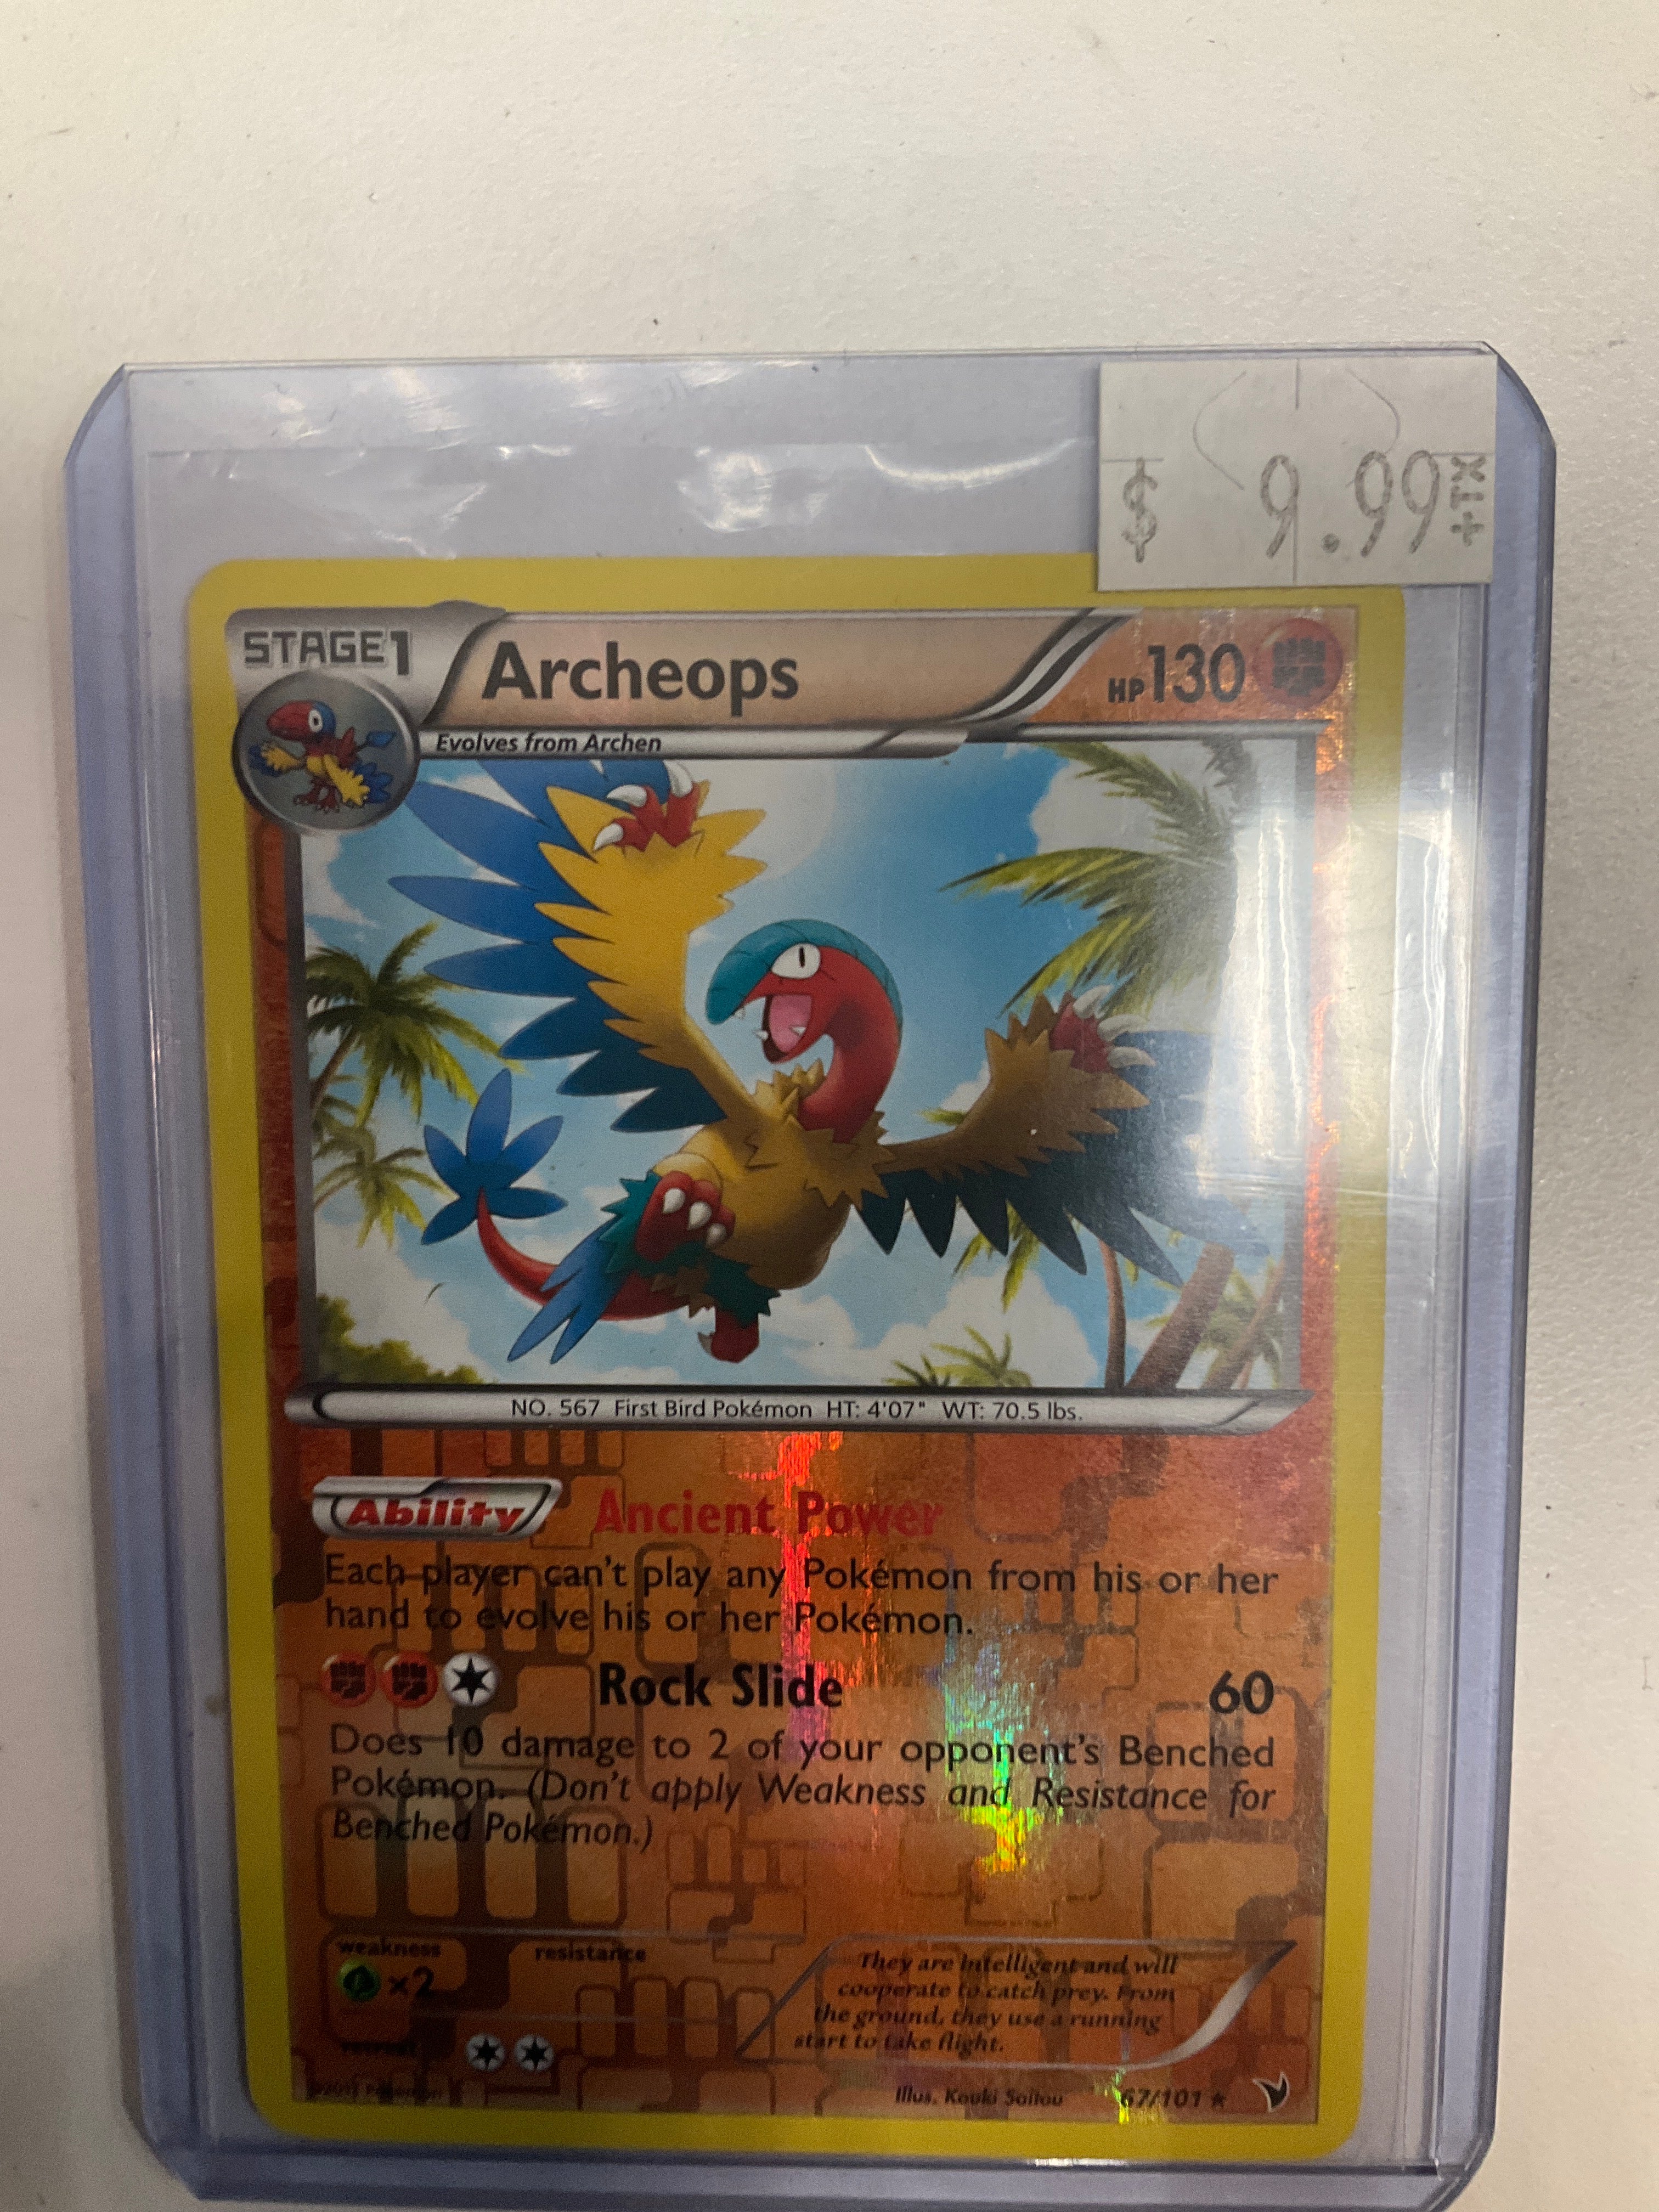 $ 9.99 +TX
STAGE1 Archeops HP130
Evolves from Archen
NO. 567 First Bird Pokémon HT: 4'07" WT: 70.5 lbs.
Ability Ancient Power
Each player can't play any Pokémon from his or her
hand to evolve his or her Pokémon.
Rock Slide 60
Does 10 damage to 2 of your opponent's Benched
Pokémon. (Don't apply Weakness and Resistance for
Benched Pokémon.)
weakness resistance
×2
They are intelligent and will
cooperate to catch prey. From
the ground, they use a running
start to take flight.
retreat
©2011 Pokémon Illus. Kouki Saitou 67/101